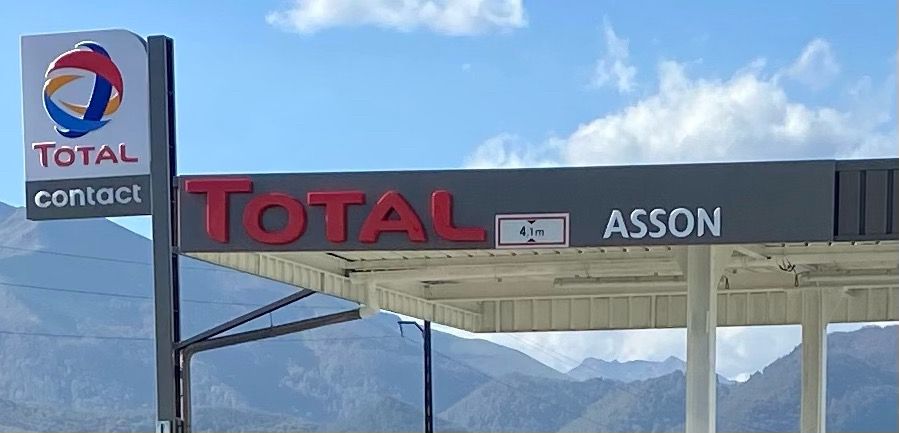 TOTAL
contact
TOTAL
4,1m
ASSON